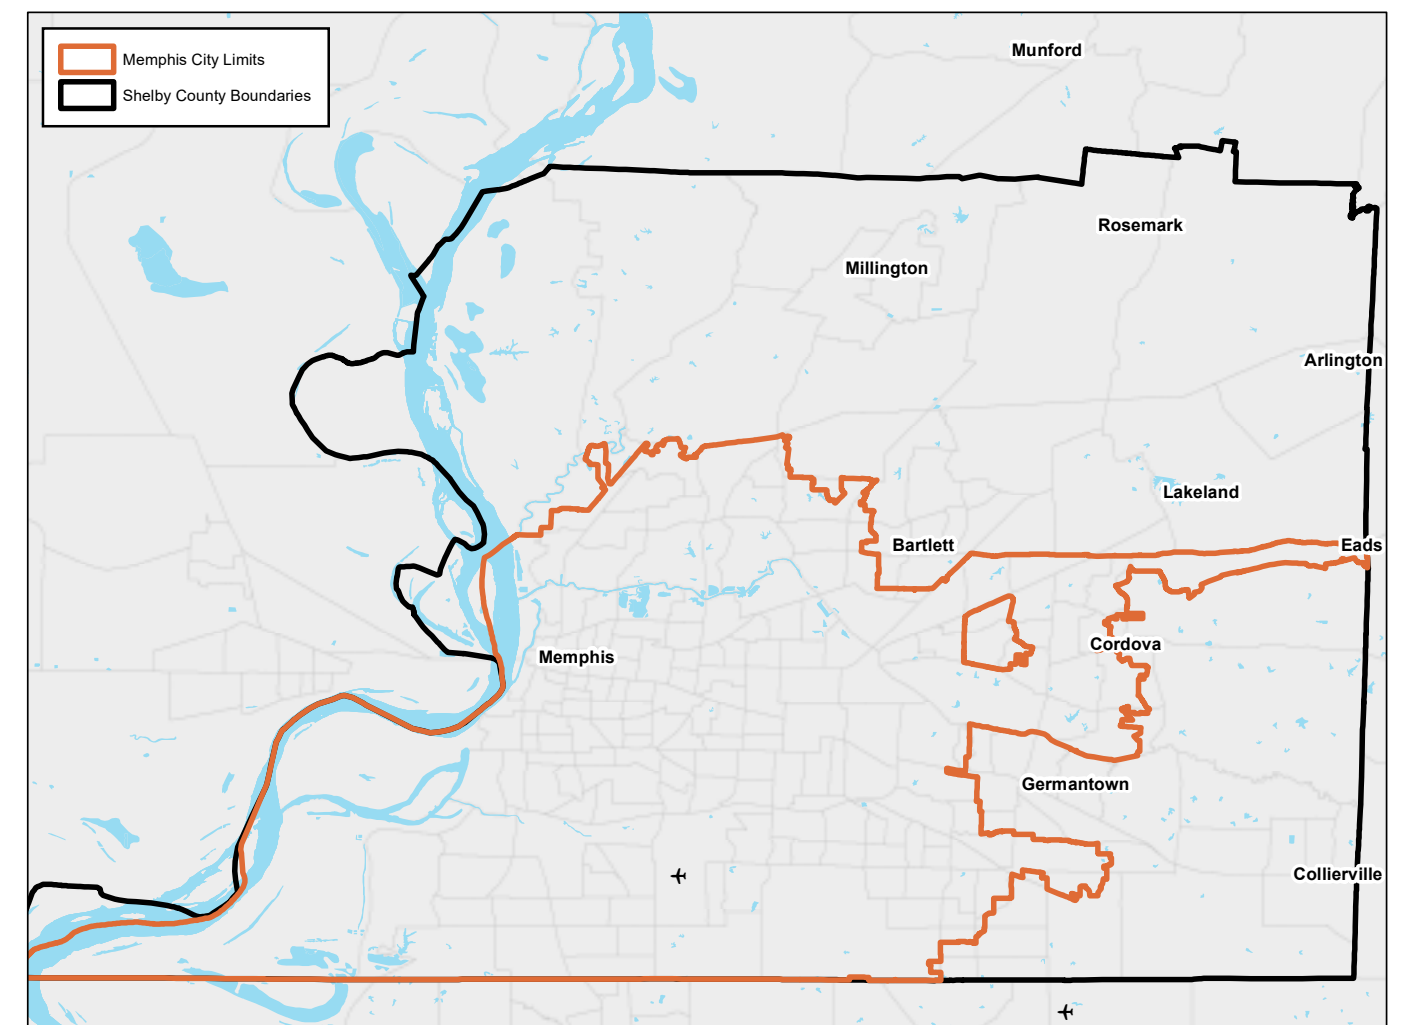 Memphis City Limits
Shelby County Boundaries
Munford
Rosemark
Millington
Arlington
Lakeland
Bartlett
Eads
Cordova
Memphis
Germantown
Collierville